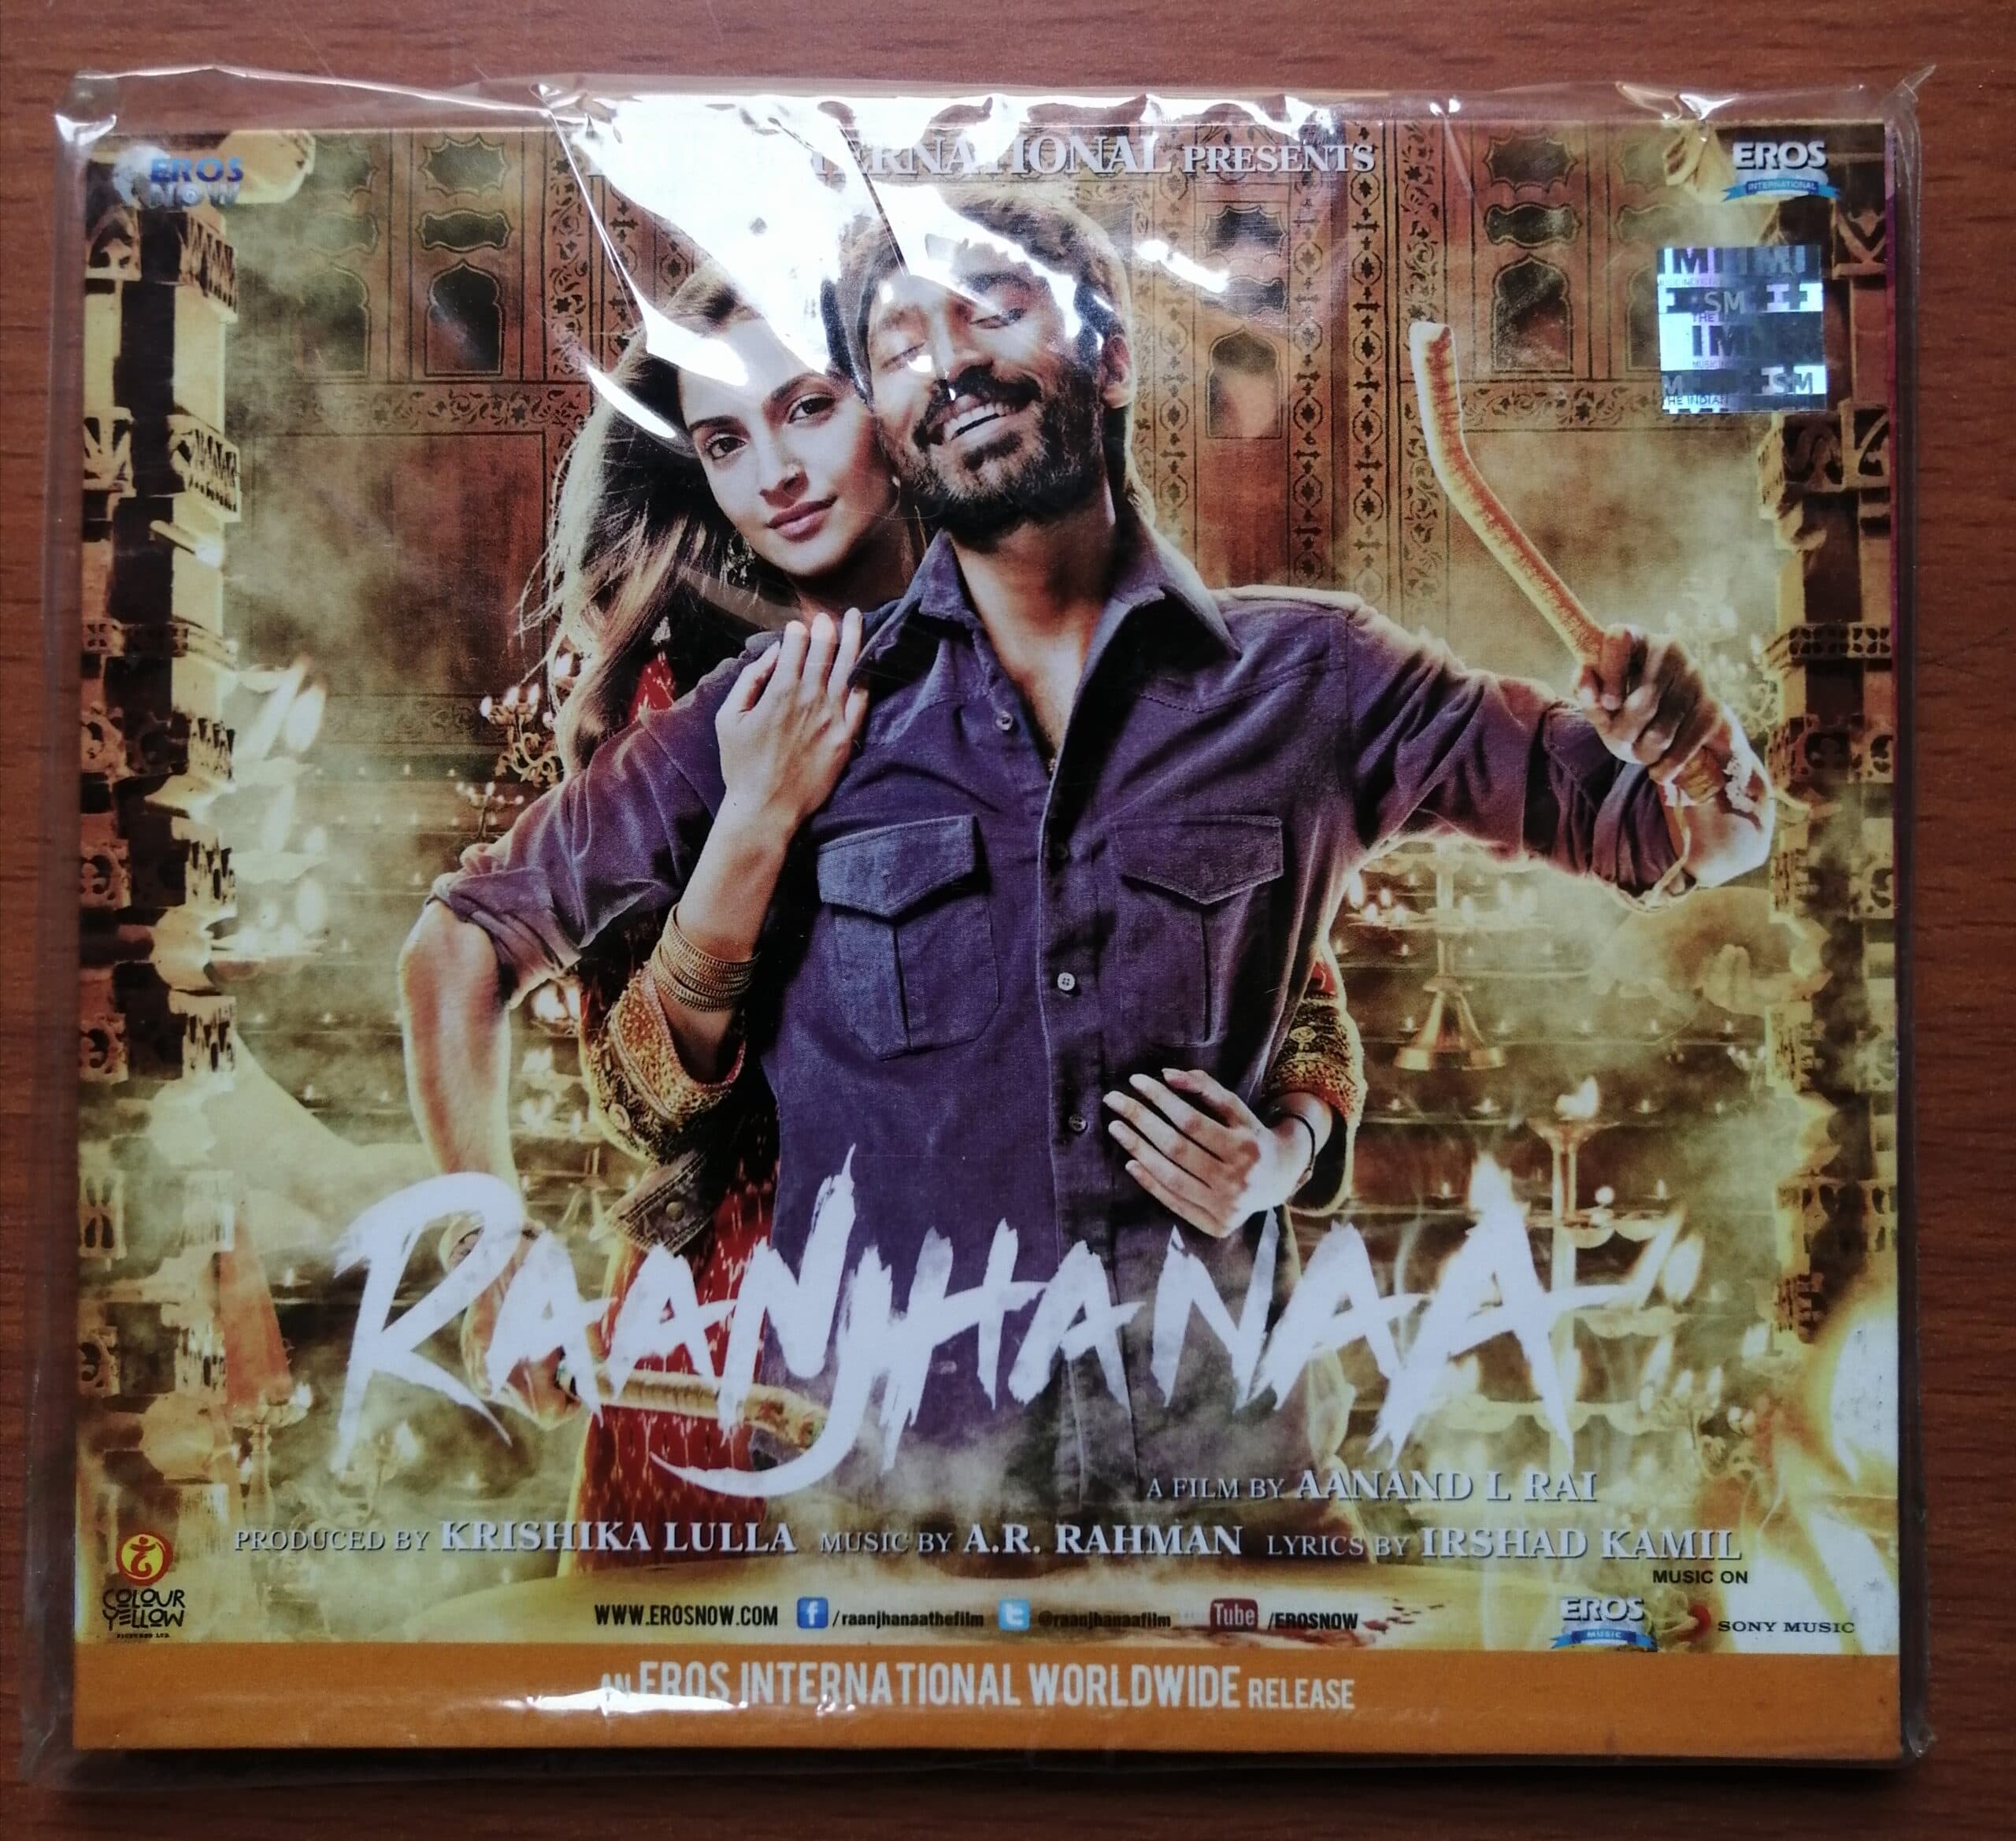 EROS
NOW
INTERNATIONAL PRESENTS
EROS
INTERNATIONAL
SM
RAANJHANAA
A FILM BY AANAND L RAI
PRODUCED BY KRISHIKA LULLA MUSIC BY A.R. RAHMAN LYRICS BY IRSHAD KAMIL
COLOUR
YELLOW
WWW.EROSNOW.COM f /raanjhanaathefilm t @raanjhanaafilm Tube /EROSNOW
MUSIC ON
EROS
MUSIC
SONY MUSIC
AN EROS INTERNATIONAL WORLDWIDE RELEASE